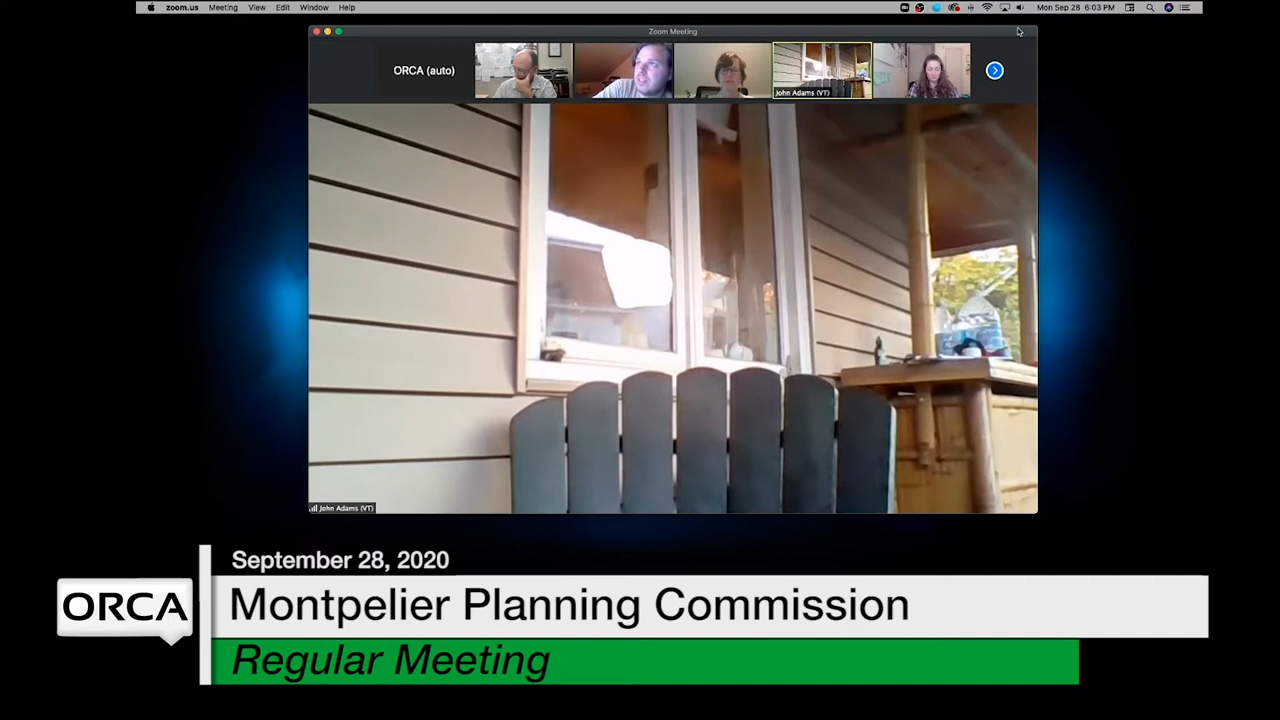 zoom.us Meeting View Edit Window Help
Mon Sep 28 6:03 PM
Zoom Meeting
ORCA (auto)
John Adams (VT)
John Adams (VT)
September 28, 2020
ORCA
Montpelier Planning Commission
Regular Meeting